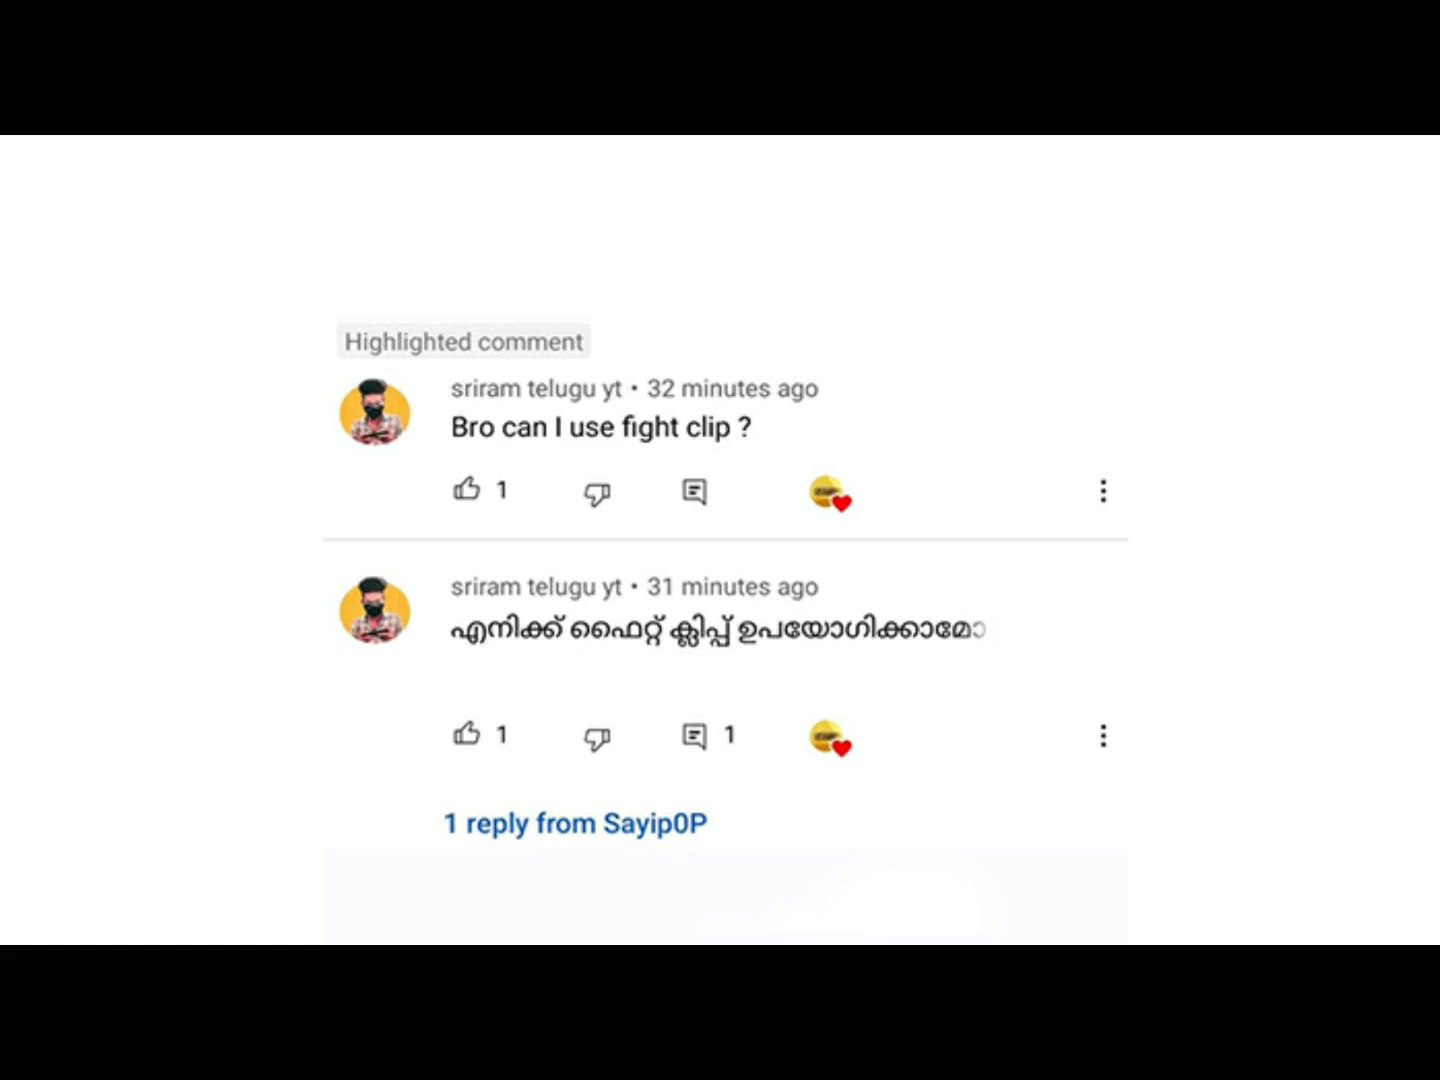 Highlighted comment
sriram telugu yt • 32 minutes ago
Bro can I use fight clip ?
1
sriram telugu yt • 31 minutes ago
എനിക്ക് ഫൈറ്റ് ക്ലിപ്പ് ഉപയോഗിക്കാമോ
1 1
1 reply from Sayip0P